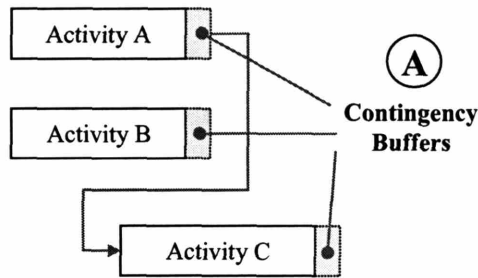 Activity A
A
Contingency
Buffers
Activity B
Activity C